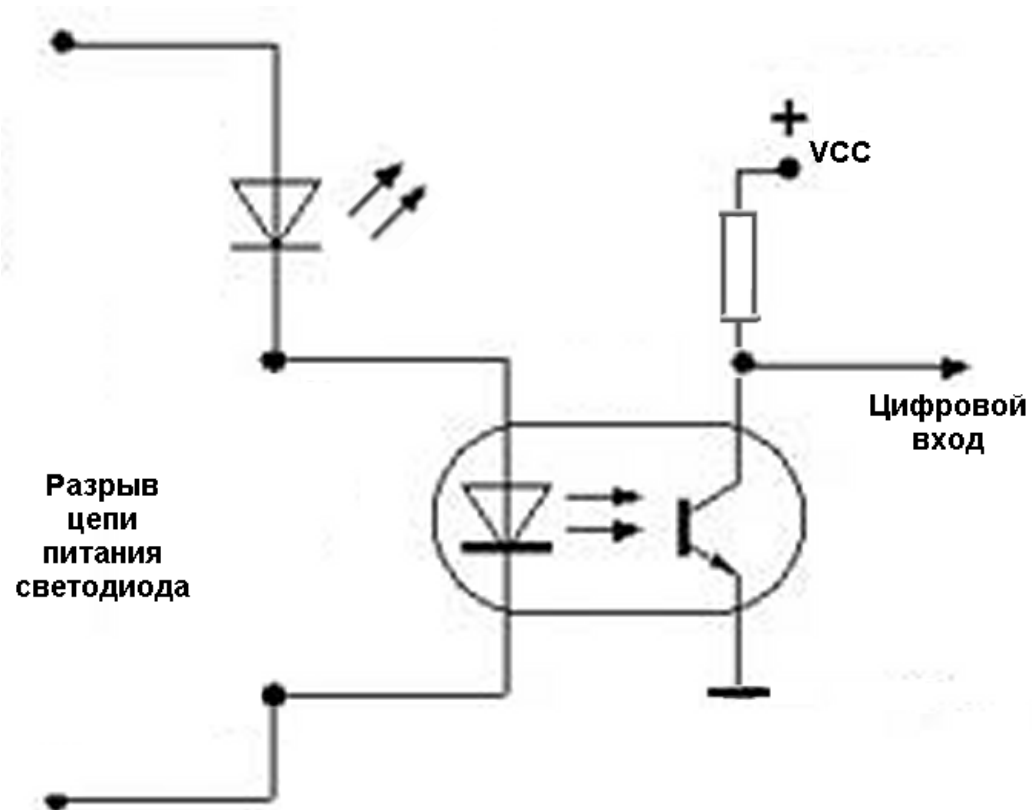 +
VCC
Цифровой
вход
Разрыв
цепи
питания
светодиода